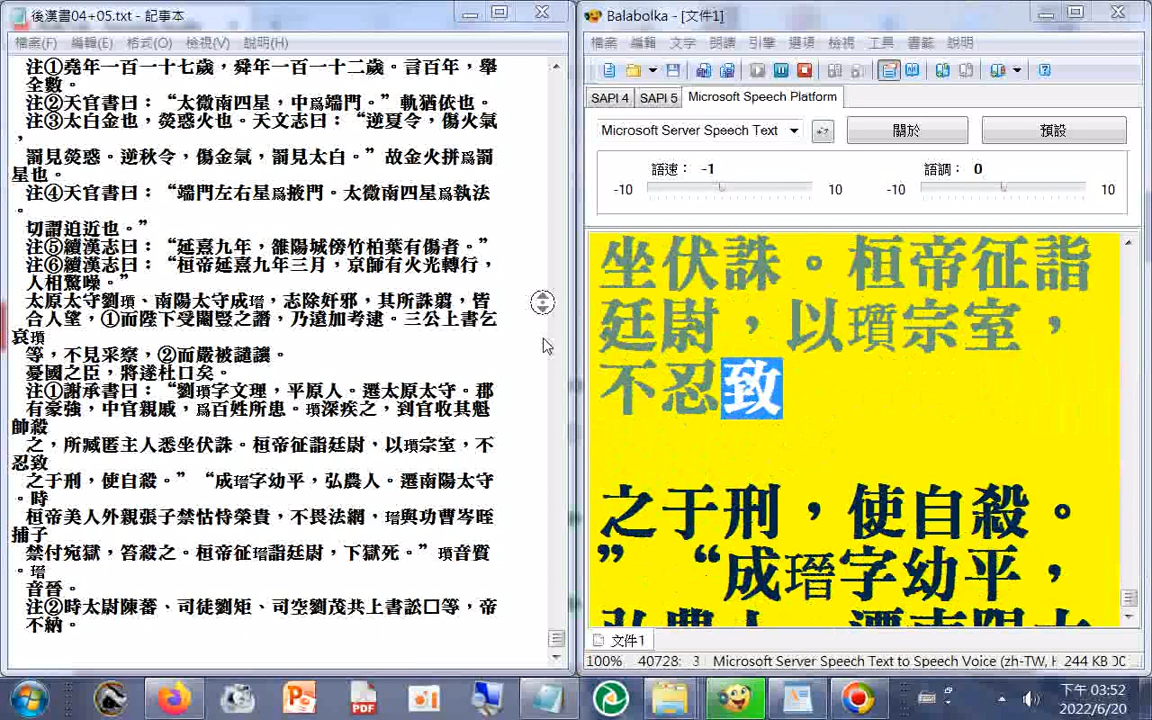 後漢書04+05.txt - 記事本
檔案(F) 編輯(E) 格式(O) 檢視(V) 說明(H)
注①堯年一百一十七歲，舜年一百一十二歲。言百年，舉
全數。
注②天官書曰：“太微南四星，中爲端門。”軌猶依也。
注③太白金也，熒惑火也。天文志曰：“逆夏令，傷火氣
，
罰見熒惑。逆秋令，傷金氣，罰見太白。”故金火拼爲罰
星也。
注④天官書曰：“端門左右星爲掖門。太微南四星爲執法
。
切謂迫近也。”
注⑤續漢志曰：“延熹九年，雒陽城傍竹柏葉有傷者。”
注⑥續漢志曰：“桓帝延熹九年三月，京師有火光轉行，
人相驚噪。”
太原太守劉瓆、南陽太守成瑨，志除奸邪，其所誅翦，皆
合人望，①而陛下受閹豎之譖，乃遠加考逮。三公上書乞
哀瓆
等，不見采察，②而嚴被譴讓。
憂國之臣，將遂杜口矣。
注①謝承書曰：“劉瓆字文理，平原人。遷太原太守。郡
有豪強，中官親戚，爲百姓所患。瓆深疾之，到官收其魁
帥殺
之，所臧匿主人悉坐伏誅。桓帝征詣廷尉，以瓆宗室，不
忍致
之于刑，使自殺。”“成瑨字幼平，弘農人。遷南陽太守
。時
桓帝美人外親張子禁怙恃榮貴，不畏法網，瑨與功曹岑晊
捕子
禁付宛獄，笞殺之。桓帝征瑨詣廷尉，下獄死。”瓆音質
。瑨
音晉。
注②時太尉陳蕃、司徒劉矩、司空劉茂共上書訟囗等，帝
不納。
Balabolka - [文件1]
檔案 編輯 文字 朗讀 引擎 選項 檢視 工具 書籤 說明
SAPI 4 SAPI 5 Microsoft Speech Platform
Microsoft Server Speech Text 關於 預設
語速： -1 語調： 0
-10 10 -10 10
坐伏誅。桓帝征詣
廷尉，以瓆宗室，
不忍致
之于刑，使自殺。
”“成瑨字幼平，
弘農人。遷南陽太
文件1
100% 40728: 3 Microsoft Server Speech Text to Speech Voice (zh-TW, H 244 KB
下午 03:52
2022/6/20